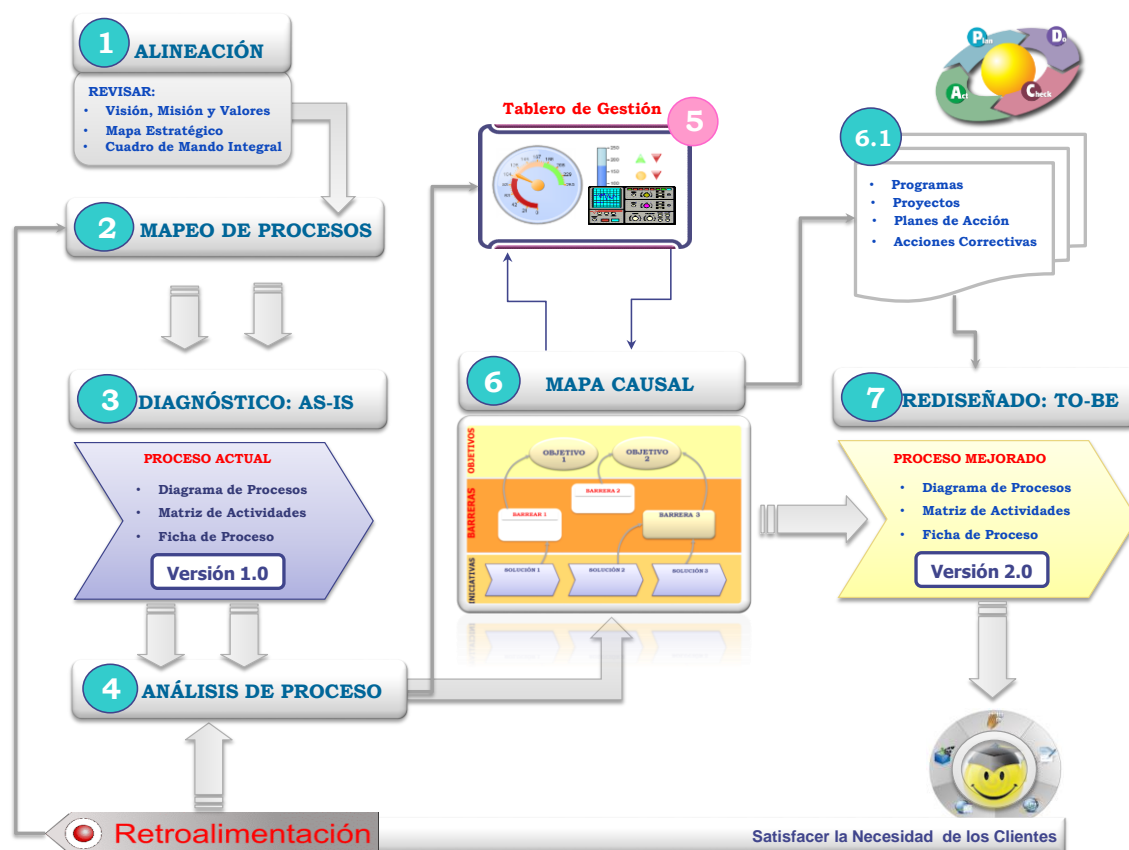 1
ALINEACIÓN
REVISAR:
• Visión, Misión y Valores
• Mapa Estratégico
• Cuadro de Mando Integral
2
MAPEO DE PROCESOS
3
DIAGNÓSTICO: AS-IS
PROCESO ACTUAL
• Diagrama de Procesos
• Matriz de Actividades
• Ficha de Proceso
Versión 1.0
4
ANÁLISIS DE PROCESO
Tablero de Gestión
5
6
MAPA CAUSAL
OBJETIVOS
OBJETIVO
1
OBJETIVO
2
BARRERAS
BARRERA 2
BARREAR 1
BARRERA 3
INICIATIVAS
SOLUCIÓN 1
SOLUCIÓN 2
Plan
Do
Check
Act
6.1
• Programas
• Proyectos
• Planes de Acción
• Acciones Correctivas
7
REDISEÑADO: TO-BE
PROCESO MEJORADO
• Diagrama de Procesos
• Matriz de Actividades
• Ficha de Proceso
Versión 2.0
Retroalimentación
Satisfacer la Necesidad de los Clientes